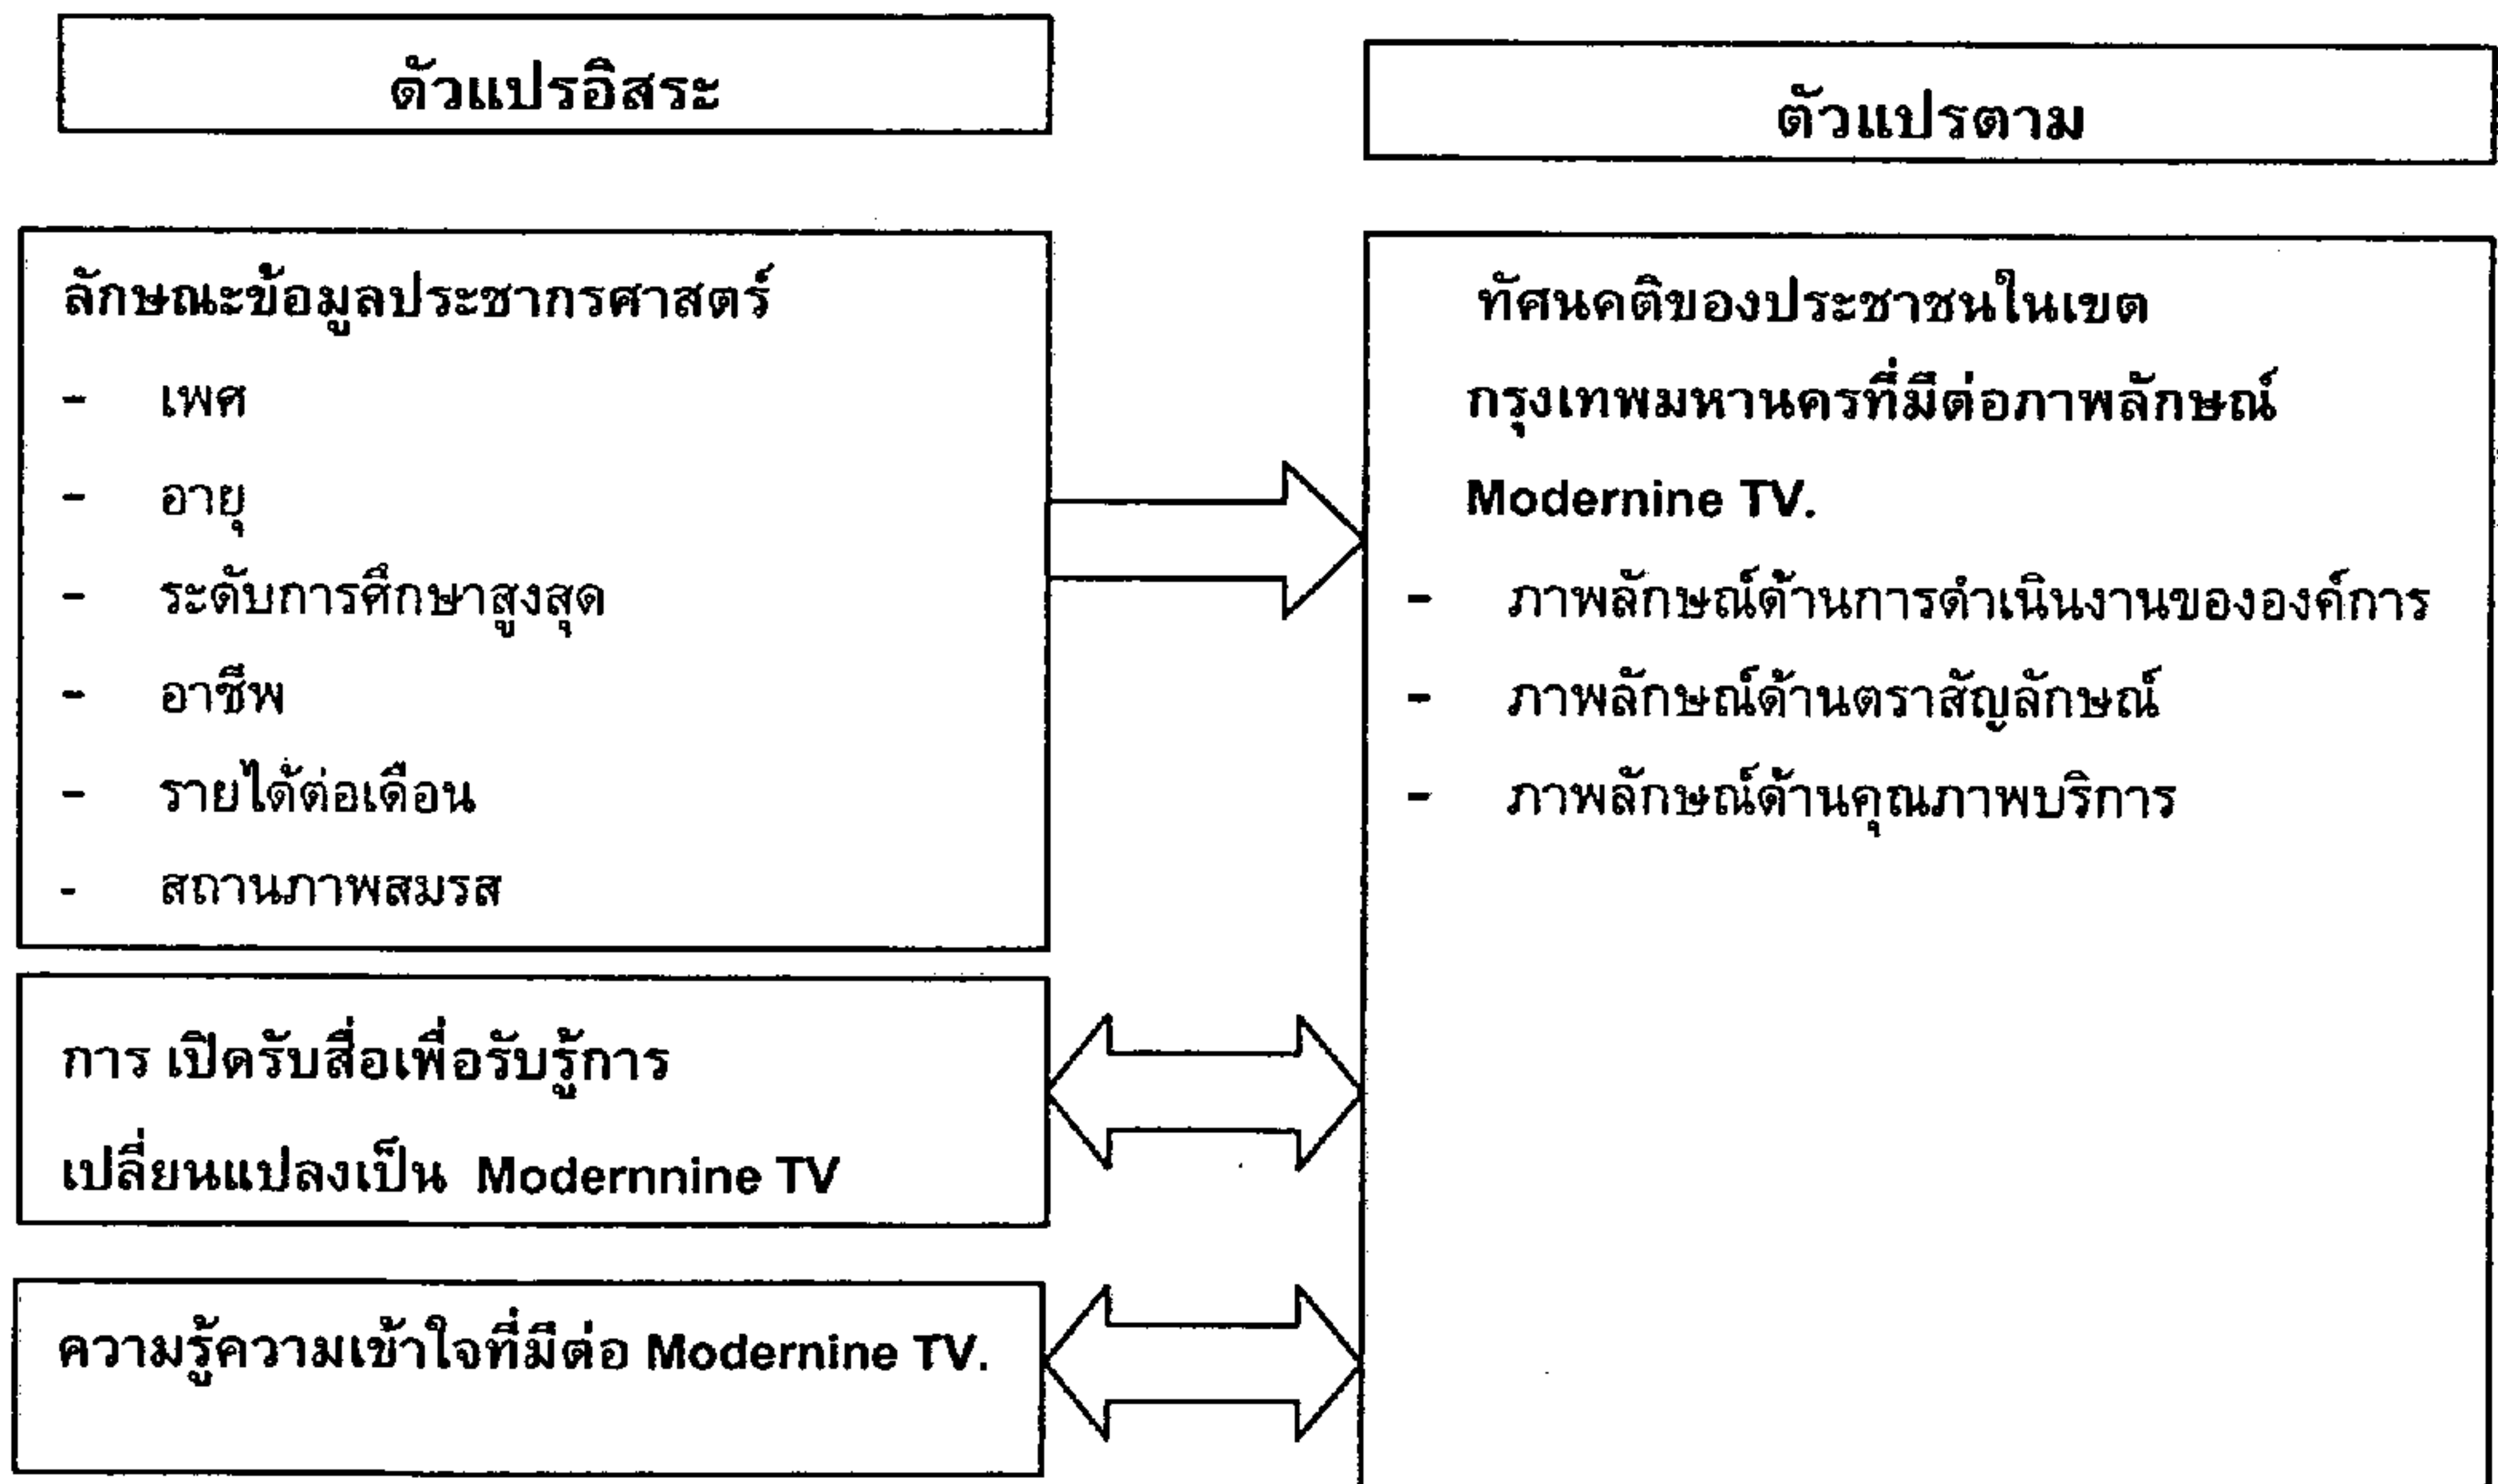 ตัวแปรอิสระ
ตัวแปรตาม
ลักษณะข้อมูลประชากรศาสตร์
- เพศ
- อายุ
- ระดับการศึกษาสูงสุด
- อาชีพ
- รายได้ต่อเดือน
- สถานภาพสมรส
การ เปิดรับสื่อเพื่อรับรู้การ
เปลี่ยนแปลงเป็น Modernnine TV
ความรู้ความเข้าใจที่มีต่อ Modernine TV.
ทัศนคติของประชาชนในเขต
กรุงเทพมหานครที่มีต่อภาพลักษณ์
Modernine TV.
- ภาพลักษณ์ด้านการดำเนินงานขององค์การ
- ภาพลักษณ์ด้านตราสัญลักษณ์
- ภาพลักษณ์ด้านคุณภาพบริการ